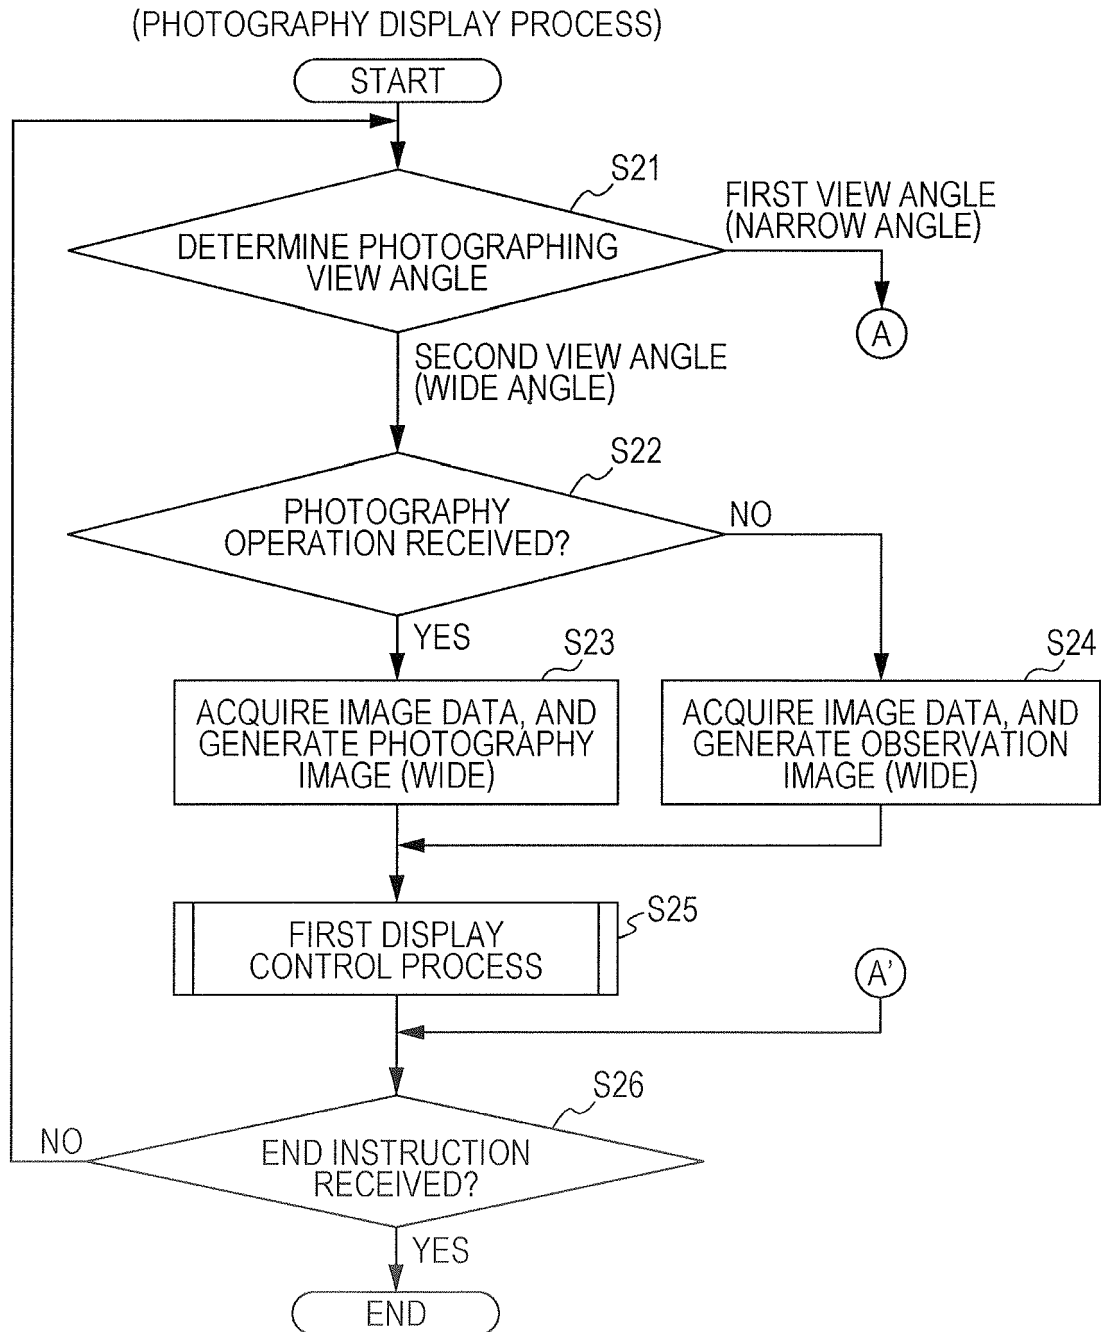 (PHOTOGRAPHY DISPLAY PROCESS)
START
S21
FIRST VIEW ANGLE
(NARROW ANGLE)
DETERMINE PHOTOGRAPHING
VIEW ANGLE
A
SECOND VIEW ANGLE
(WIDE ANGLE)
S22
PHOTOGRAPHY
OPERATION RECEIVED?
NO
YES
S23
S24
ACQUIRE IMAGE DATA, AND
GENERATE PHOTOGRAPHY
IMAGE (WIDE)
ACQUIRE IMAGE DATA, AND
GENERATE OBSERVATION
IMAGE (WIDE)
S25
FIRST DISPLAY
CONTROL PROCESS
A'
S26
NO
END INSTRUCTION
RECEIVED?
YES
END